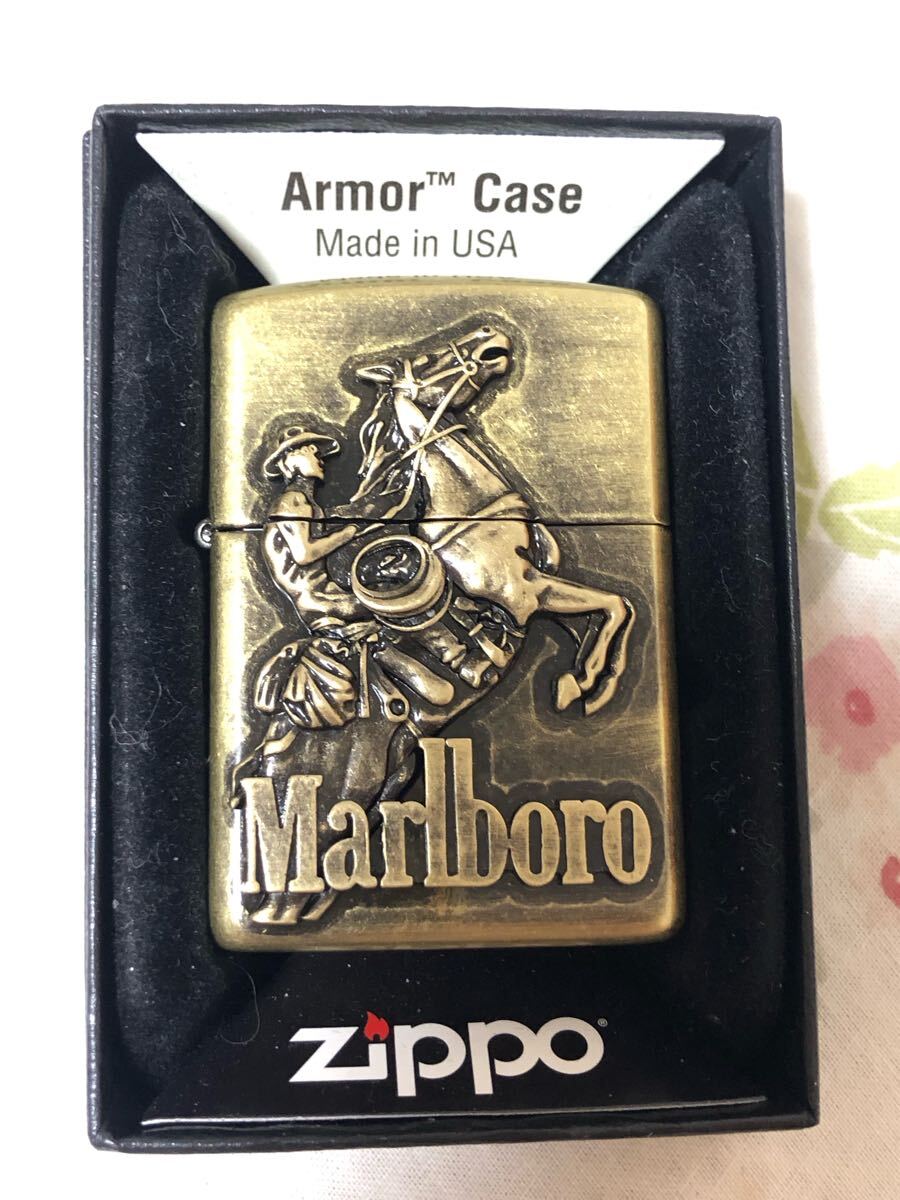 Armor™ Case
Made in USA
Marlboro
zippo®